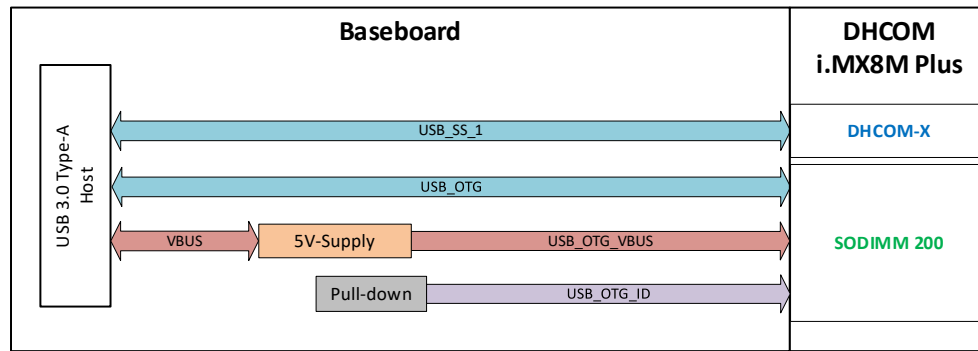 Baseboard
DHCOM
i.MX8M Plus
USB 3.0 Type-A
Host
USB_SS_1
DHCOM-X
USB_OTG
VBUS
5V-Supply
USB_OTG_VBUS
SODIMM 200
Pull-down
USB_OTG_ID